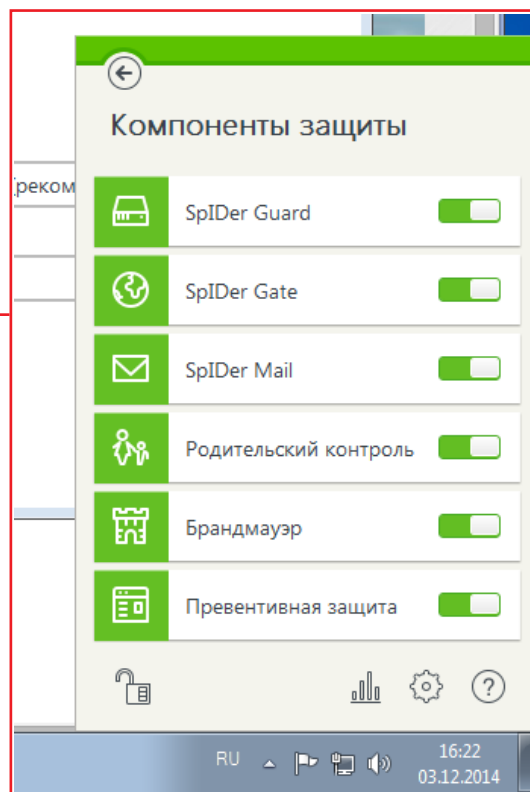 Компоненты защиты
реком
SpIDer Guard
SpIDer Gate
SpIDer Mail
Родительский контроль
Брандмауэр
Превентивная защита
?
RU
16:22
03.12.2014